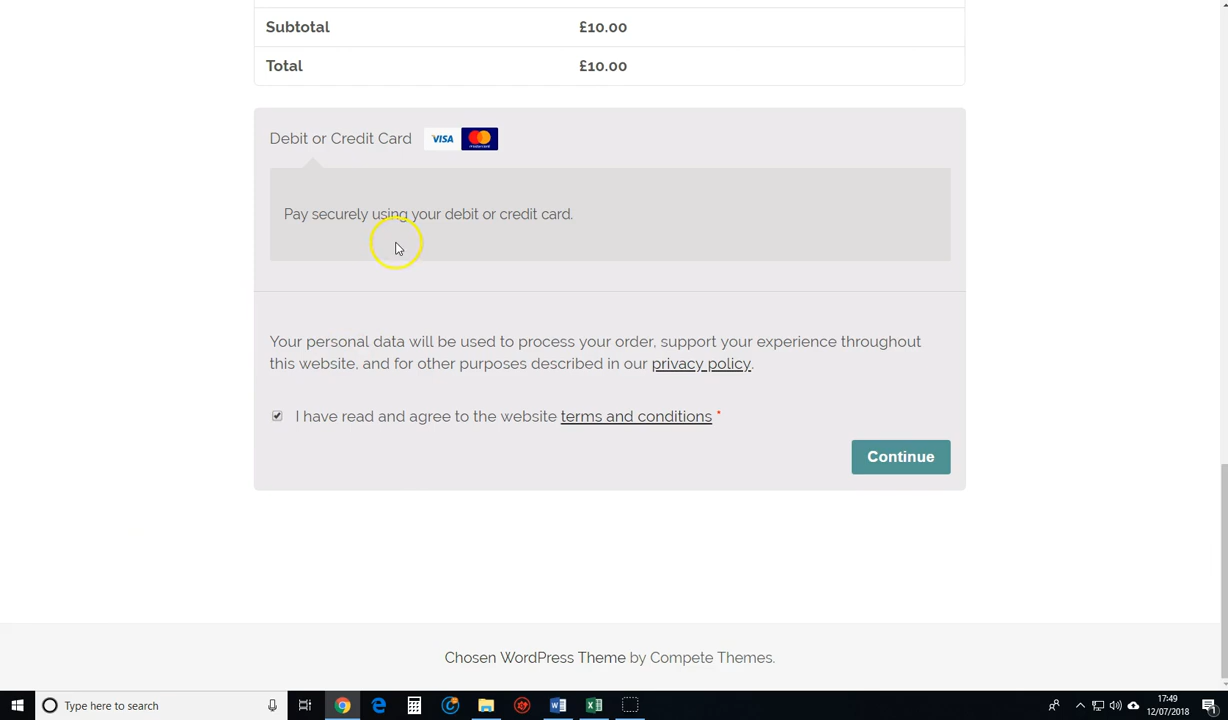 Subtotal £10.00
Total £10.00
Debit or Credit Card VISA mastercard
Pay securely using your debit or credit card.
Your personal data will be used to process your order, support your experience throughout
this website, and for other purposes described in our privacy policy.
I have read and agree to the website terms and conditions *
Continue
Chosen WordPress Theme by Compete Themes.
Type here to search
17:49
12/07/2018
1